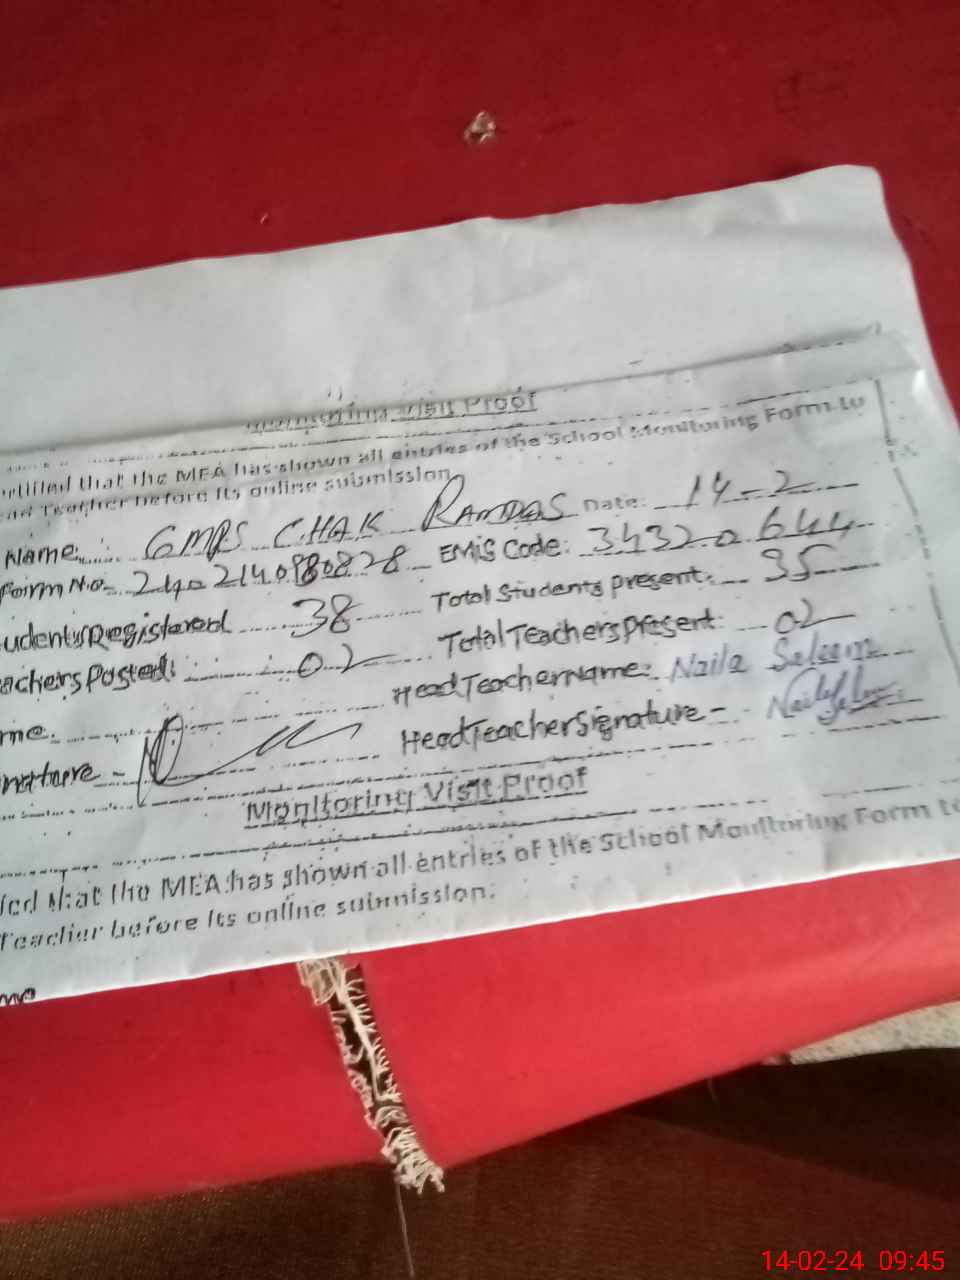 Monitoring Visit Proof
that the MEA has shown all entries of the School Monitoring Form to
Teacher before its online submission
Name: GMPS CHAK RAMDAS Date: 14-2
Form No- EMIS Code: 34320644
udents Registered 38 Total Students present: 35
achers Posted: 02 Total Teachers Present: 02
me. Head Teacher Name: Naila Saleem
nature - Head Teacher Signature -
Monitoring Visit Proof
ied that the MEA has shown all entries of the School Monitoring Form to
Teacher before its online submission.
14-02-24 09:45